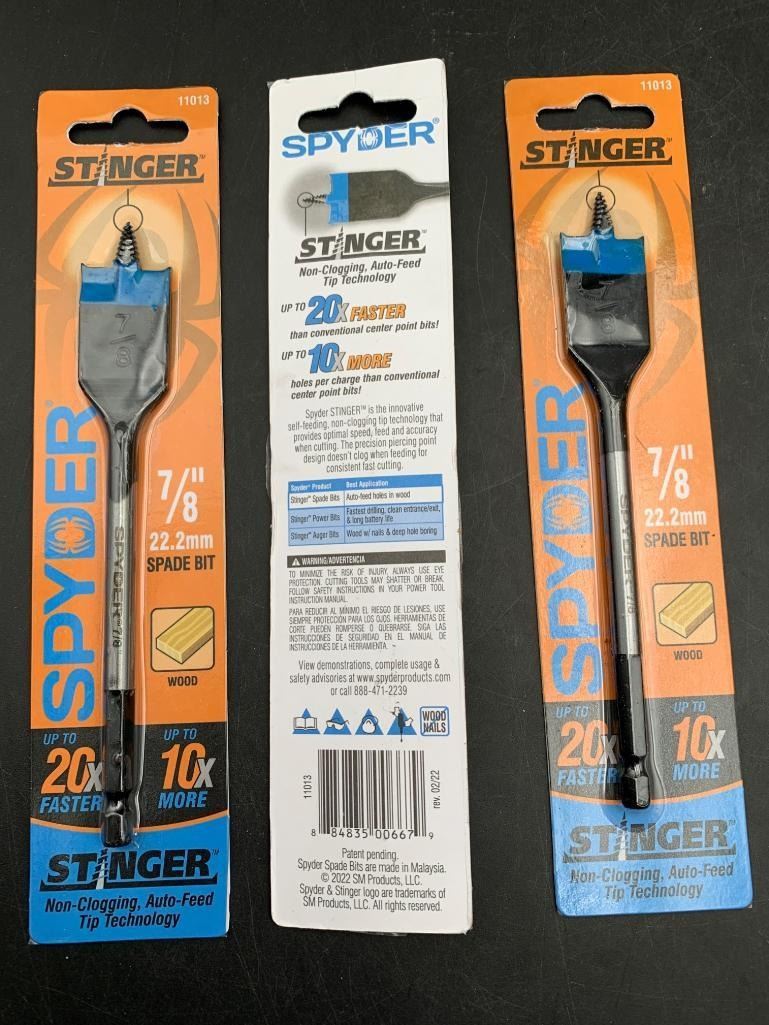 11013
STINGER™
7/8
SPYDER®
7/8"
22.2mm
SPADE BIT
SPYDER® 7/8
WOOD
UP TO
20X
FASTER
UP TO
10X
MORE
STINGER™
Non-Clogging, Auto-Feed
Tip Technology
SPYDER®
STINGER™
Non-Clogging, Auto-Feed
Tip Technology
UP TO 20X FASTER
than conventional center point bits!
UP TO 10X MORE
holes per charge than conventional
center point bits!
Spyder STINGER™ is the innovative
self-feeding, non-clogging tip technology that
provides optimal speed, feed and accuracy
when cutting. The precision piercing point
design doesn't clog when feeding for
consistent fast cutting.
Spyder® Product Best Application
Stinger® Spade Bits Auto-feed holes in wood
Stinger® Power Bits Fastest drilling, clean entrance/exit,
& long battery life
Stinger® Auger Bits Wood w/ nails & deep hole boring
WARNING/ADVERTENCIA
TO MINIMIZE THE RISK OF INJURY, ALWAYS USE EYE
PROTECTION. CUTTING TOOLS MAY SHATTER OR BREAK.
FOLLOW SAFETY INSTRUCTIONS IN YOUR POWER TOOL
INSTRUCTION MANUAL.
PARA REDUCIR AL MÍNIMO EL RIESGO DE LESIONES, USE
SIEMPRE PROTECCIÓN PARA LOS OJOS. HERRAMIENTAS DE
CORTE PUEDEN ROMPERSE O QUEBRARSE. SIGA LAS
INSTRUCCIONES DE SEGURIDAD EN EL MANUAL DE
INSTRUCCIONES DE LA HERRAMIENTA.
View demonstrations, complete usage &
safety advisories at www.spyderproducts.com
or call 888-471-2239
WOOD
NAILS
11013
rev. 02/22
8 84835 00667 9
Patent pending.
Spyder Spade Bits are made in Malaysia.
© 2022 SM Products, LLC.
Spyder & Stinger logo are trademarks of
SM Products, LLC. All rights reserved.
11013
STINGER™
7/8
SPYDER®
7/8"
22.2mm
SPADE BIT
SPYDER® 7/8
WOOD
UP TO
20X
FASTER
UP TO
10X
MORE
STINGER™
Non-Clogging, Auto-Feed
Tip Technology